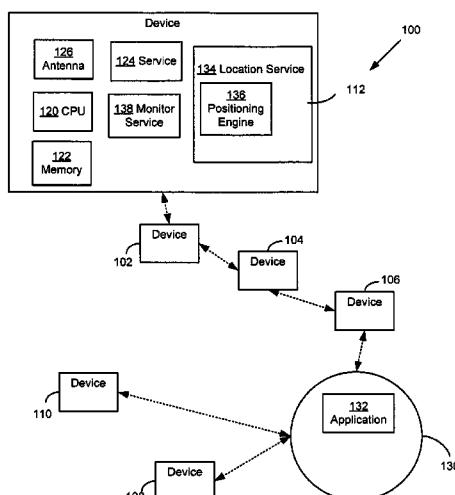 Device
100
126
Antenna
124 Service
134 Location Service
136
Positioning
Engine
112
120 CPU
138 Monitor
Service
122
Memory
Device
102
104
Device
106
Device
Device
110
132
Application
130
Device